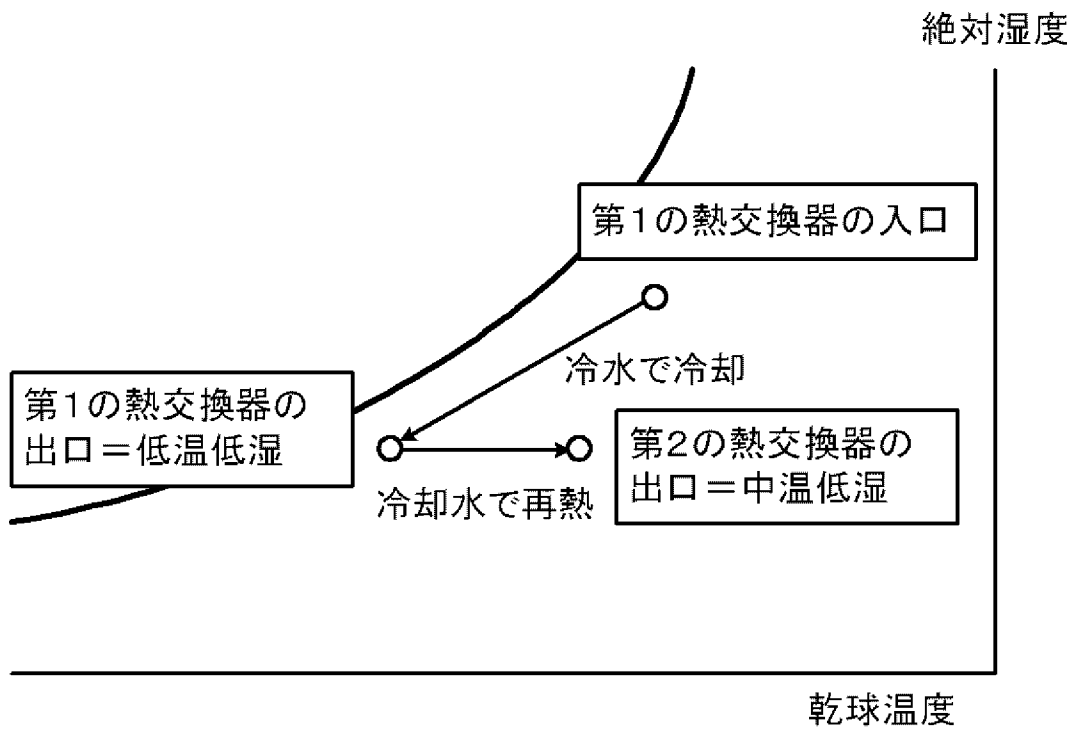 絶対湿度
第1の熱交換器の入口
冷水で冷却
第1の熱交換器の
出口＝低温低湿
第2の熱交換器の
出口＝中温低湿
冷却水で再熱
乾球温度